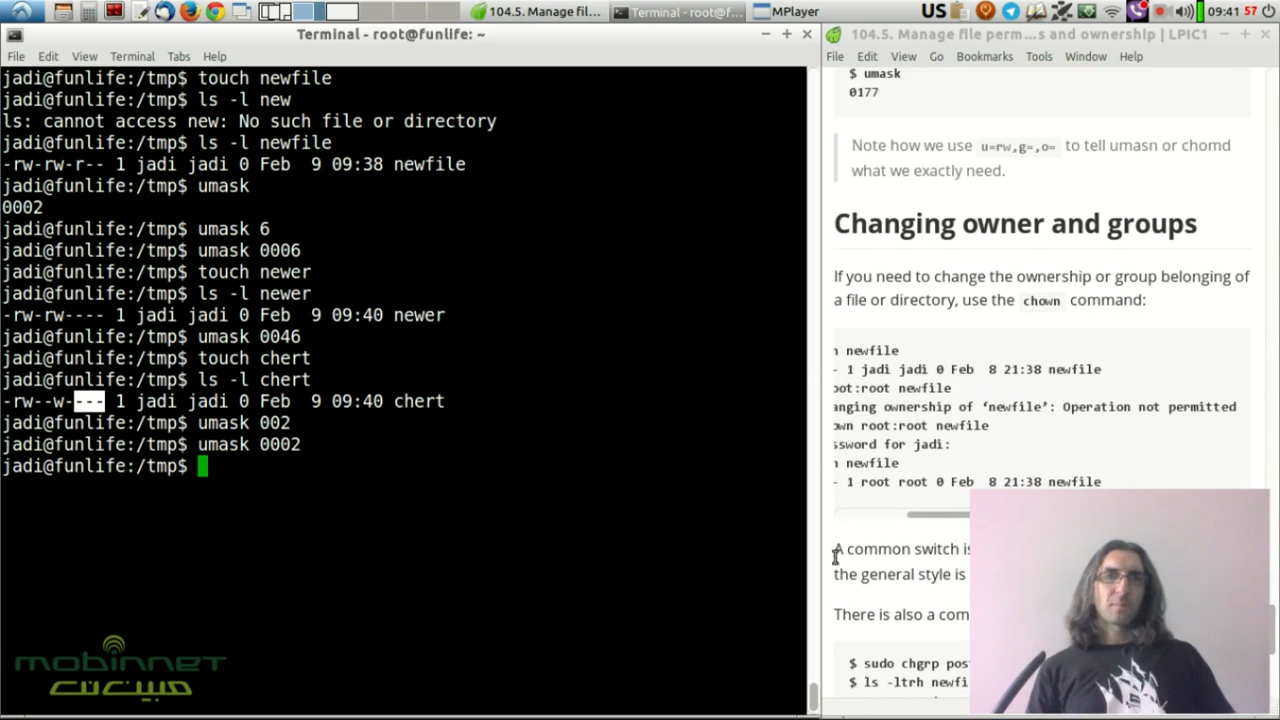 104.5. Manage fil...
Terminal - root@f...
MPlayer
US
09:41 57
Terminal - root@funlife: ~
File Edit View Terminal Tabs Help
jadi@funlife:/tmp$ touch newfile
jadi@funlife:/tmp$ ls -l new
ls: cannot access new: No such file or directory
jadi@funlife:/tmp$ ls -l newfile
-rw-rw-r-- 1 jadi jadi 0 Feb  9 09:38 newfile
jadi@funlife:/tmp$ umask
0002
jadi@funlife:/tmp$ umask 6
jadi@funlife:/tmp$ umask 0006
jadi@funlife:/tmp$ touch newer
jadi@funlife:/tmp$ ls -l newer
-rw-rw---- 1 jadi jadi 0 Feb  9 09:40 newer
jadi@funlife:/tmp$ umask 0046
jadi@funlife:/tmp$ touch chert
jadi@funlife:/tmp$ ls -l chert
-rw--w---- 1 jadi jadi 0 Feb  9 09:40 chert
jadi@funlife:/tmp$ umask 002
jadi@funlife:/tmp$ umask 0002
jadi@funlife:/tmp$
mobinnet
مبین‌نت
104.5. Manage file perm...s and ownership | LPIC1
File Edit View Go Bookmarks Tools Window Help
$ umask
0177
Note how we use u=rw,g=,o= to tell umasn or chomd
what we exactly need.
Changing owner and groups
If you need to change the ownership or group belonging of
a file or directory, use the chown command:
newfile
- 1 jadi jadi 0 Feb  8 21:38 newfile
oot:root newfile
anging ownership of ‘newfile’: Operation not permitted
own root:root newfile
ssword for jadi:
newfile
- 1 root root 0 Feb  8 21:38 newfile
A common switch is
the general style is
There is also a com
$ sudo chgrp pos
$ ls -ltrh newfi